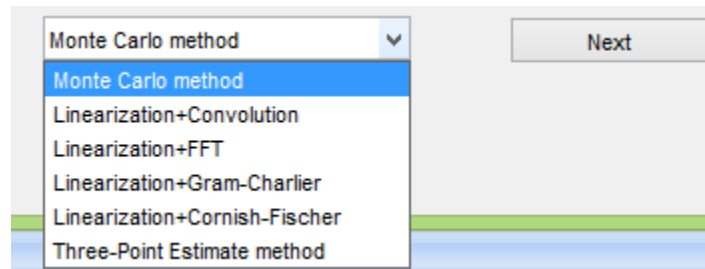 Monte Carlo method
Next
Monte Carlo method
Linearization+Convolution
Linearization+FFT
Linearization+Gram-Charlier
Linearization+Cornish-Fischer
Three-Point Estimate method